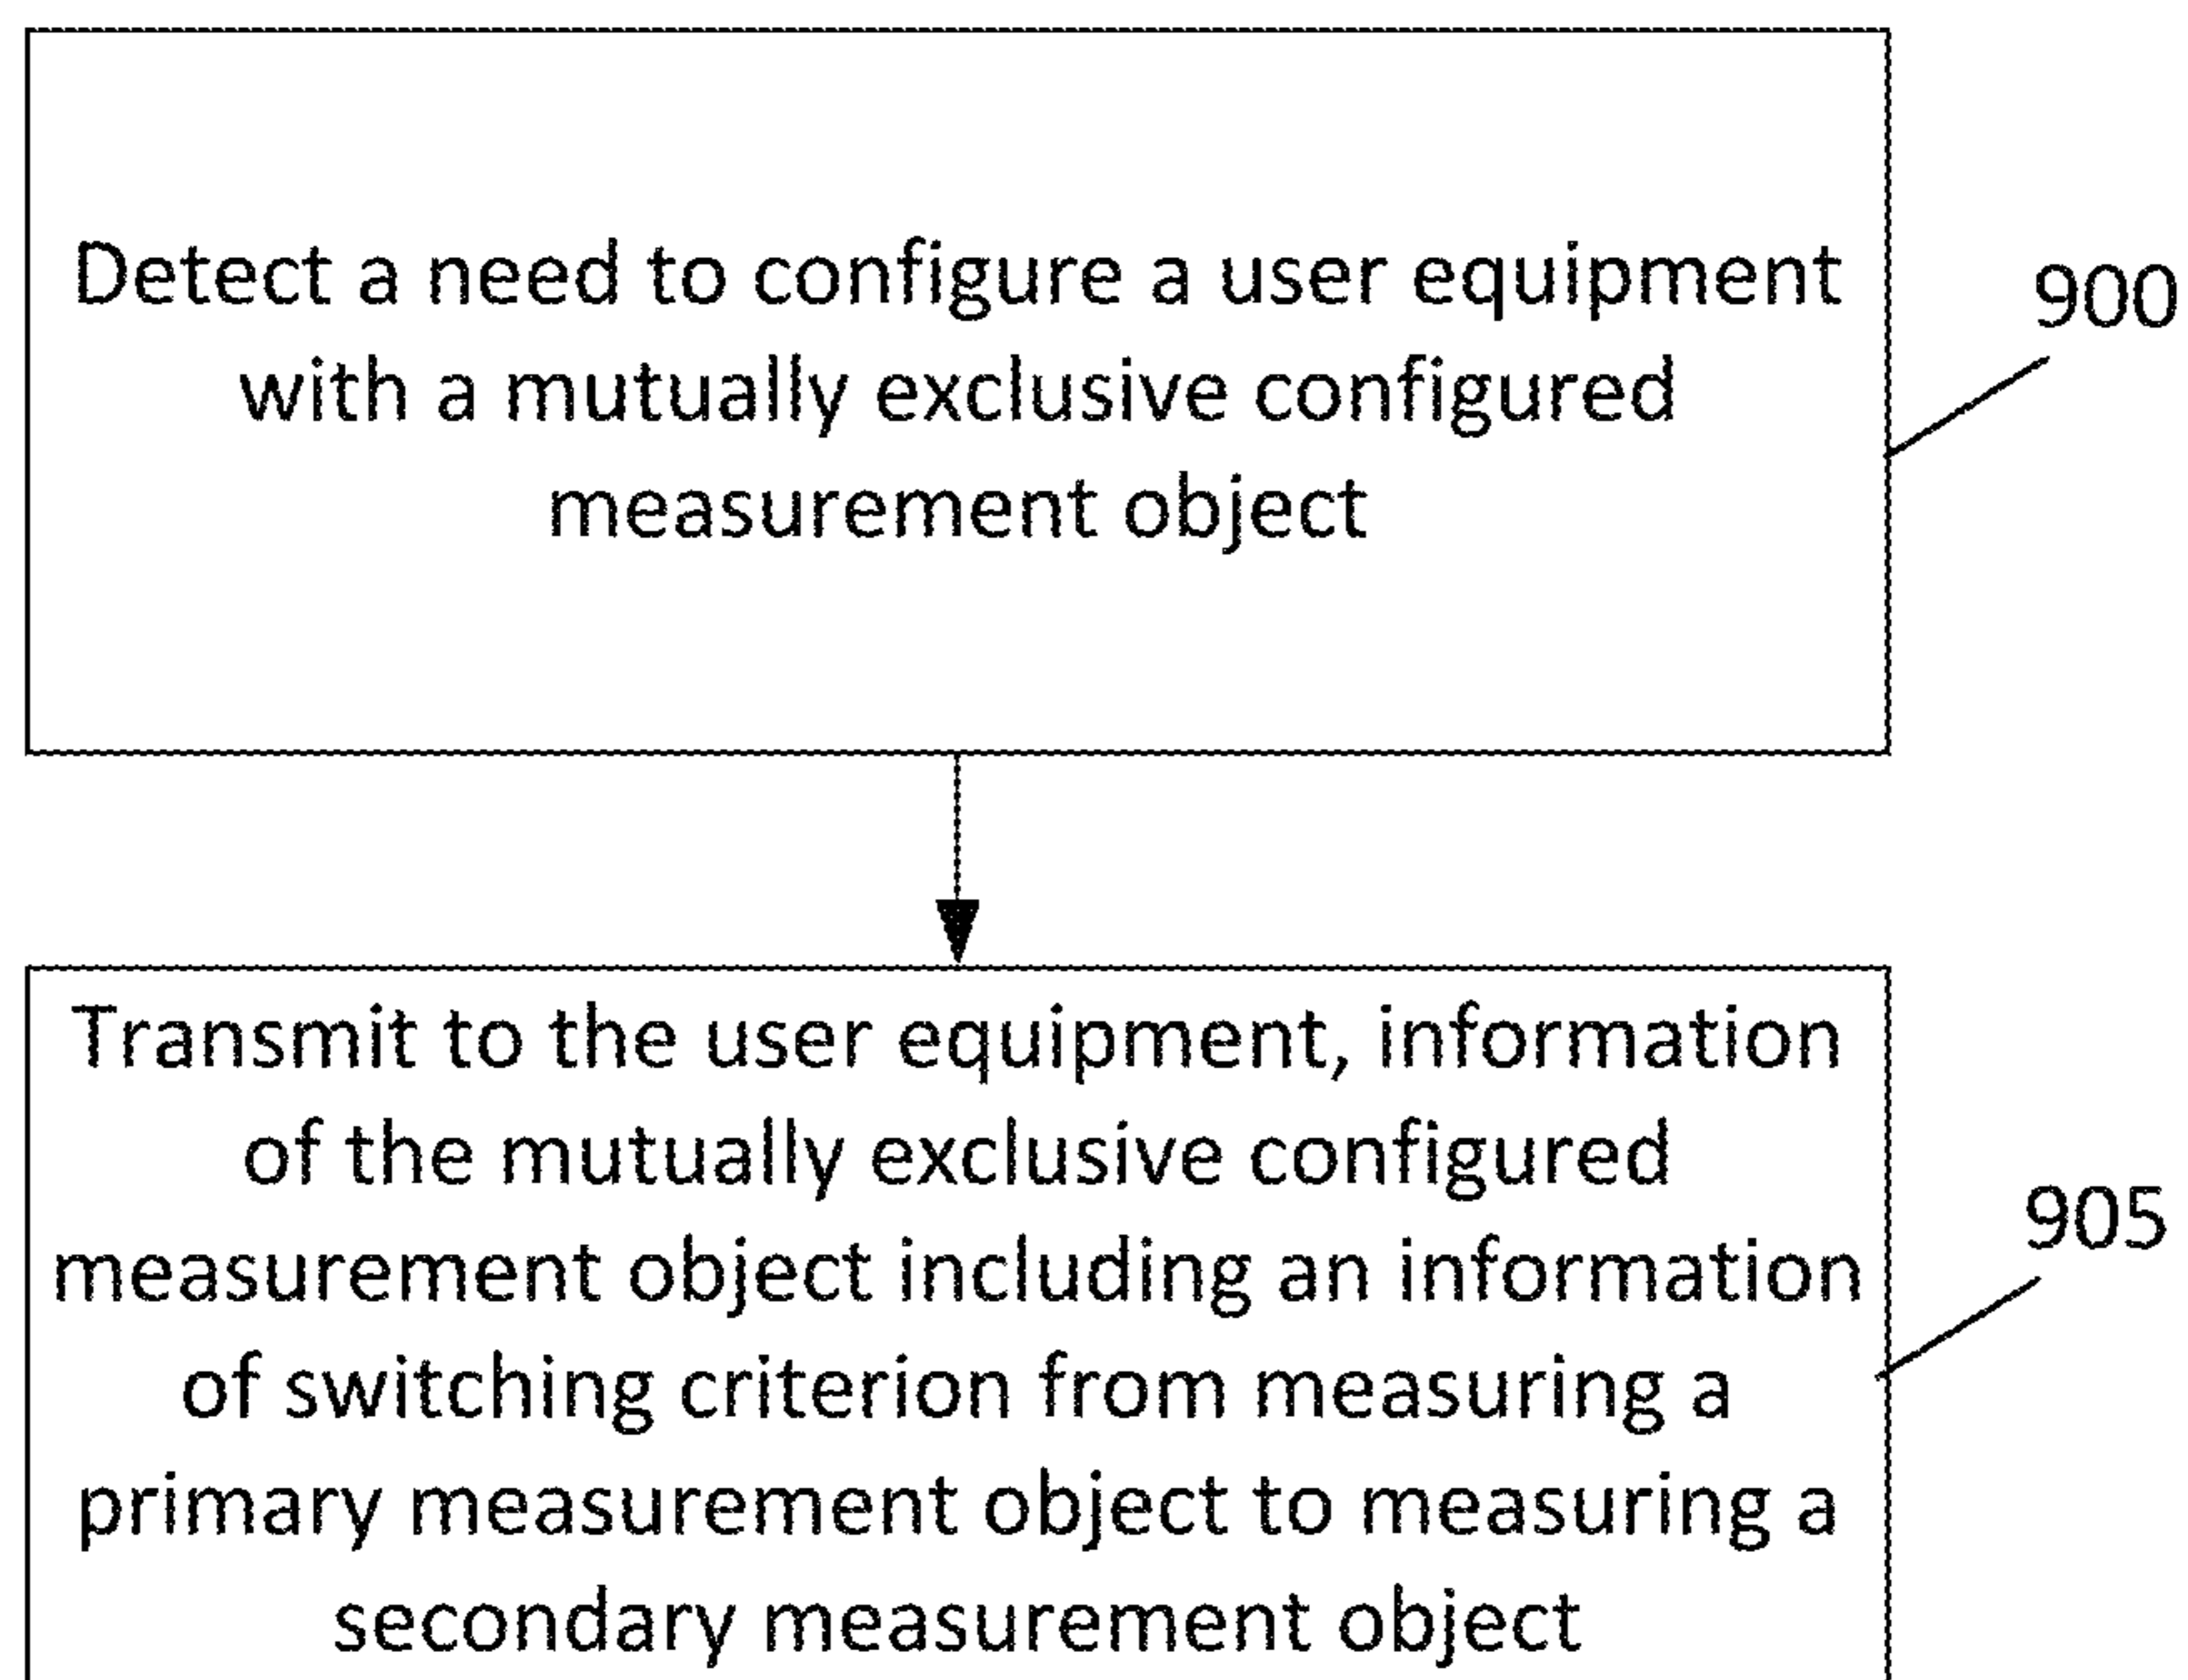 Detect a need to configure a user equipment
with a mutually exclusive configured
measurement object
900
Transmit to the user equipment, information
of the mutually exclusive configured
measurement object including an information
of switching criterion from measuring a
primary measurement object to measuring a
secondary measurement object
905